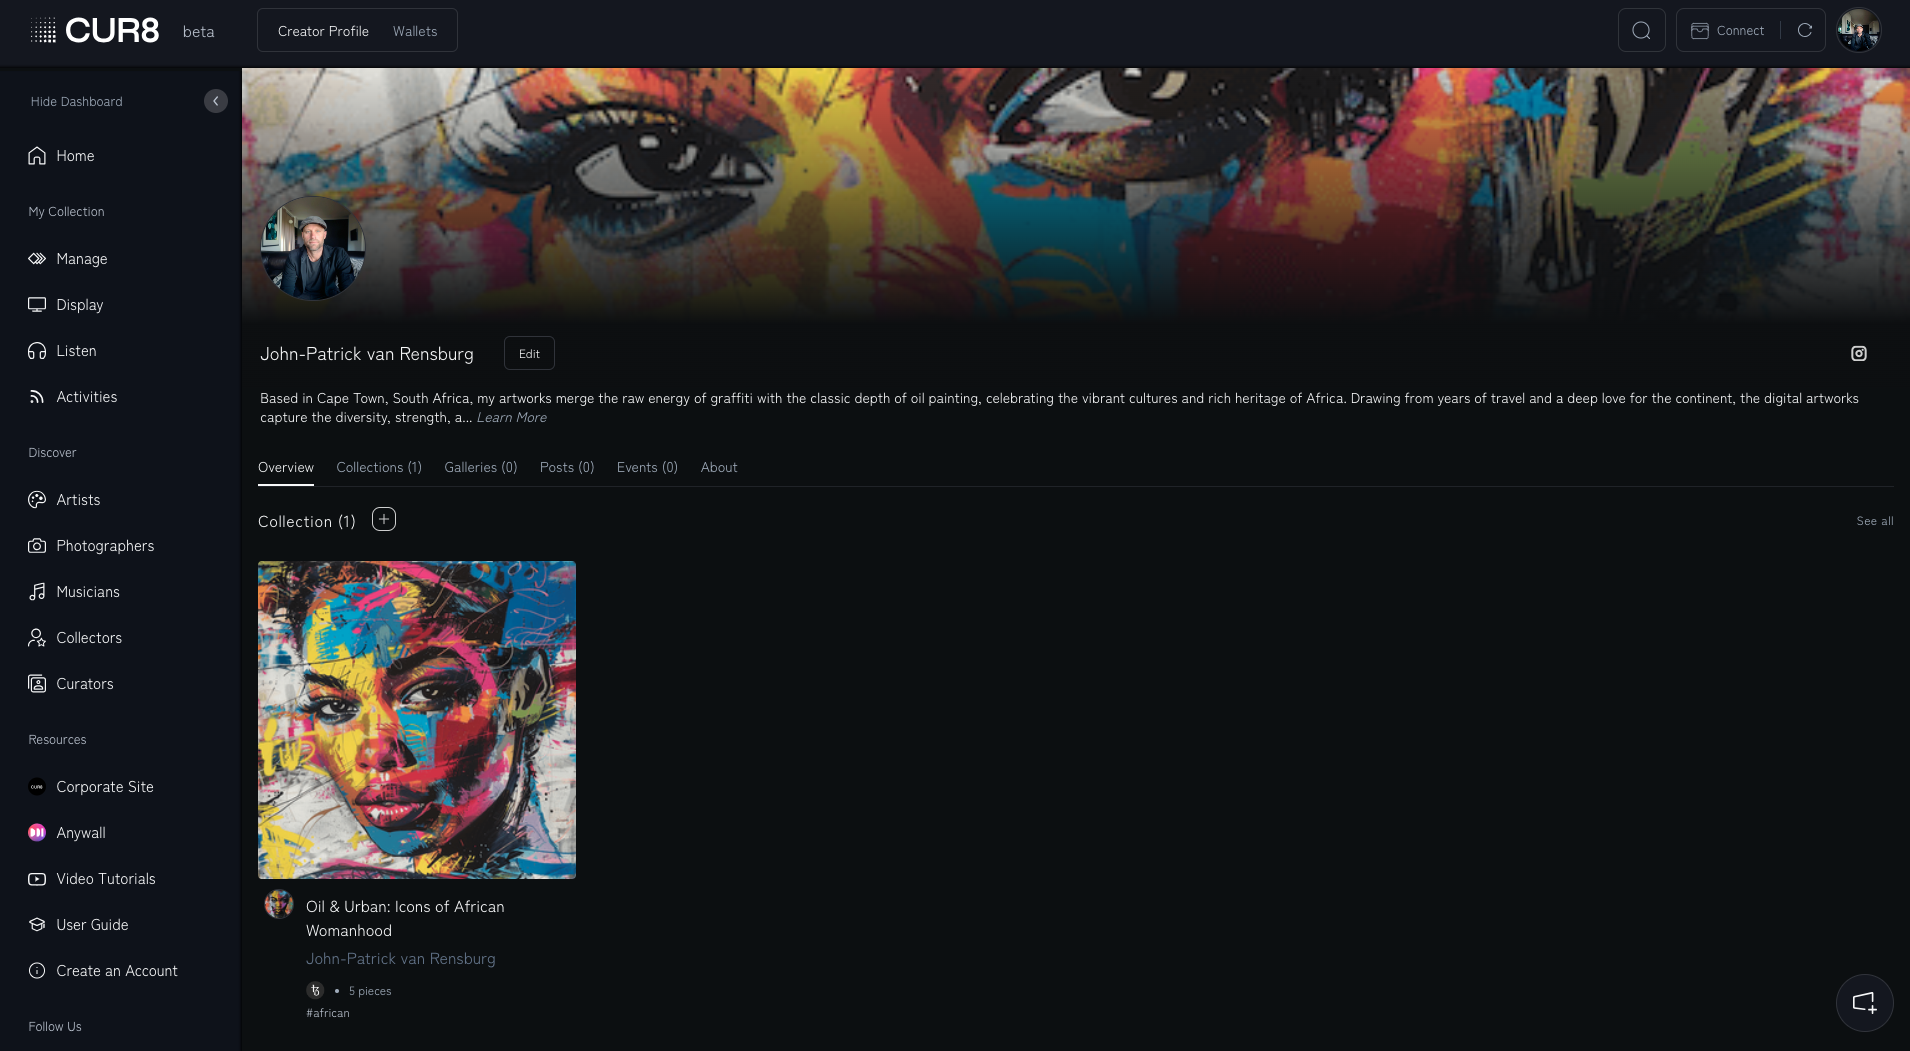 CUR8 beta
Creator Profile Wallets
Connect
Hide Dashboard
Home
My Collection
Manage
Display
Listen
Activities
Discover
Artists
Photographers
Musicians
Collectors
Curators
Resources
Corporate Site
Anywall
Video Tutorials
User Guide
Create an Account
Follow Us
John-Patrick van Rensburg
Edit
Based in Cape Town, South Africa, my artworks merge the raw energy of graffiti with the classic depth of oil painting, celebrating the vibrant cultures and rich heritage of Africa. Drawing from years of travel and a deep love for the continent, the digital artworks
capture the diversity, strength, a... Learn More
Overview Collections (1) Galleries (0) Posts (0) Events (0) About
Collection (1)
See all
Oil & Urban: Icons of African
Womanhood
John-Patrick van Rensburg
• 5 pieces
#african